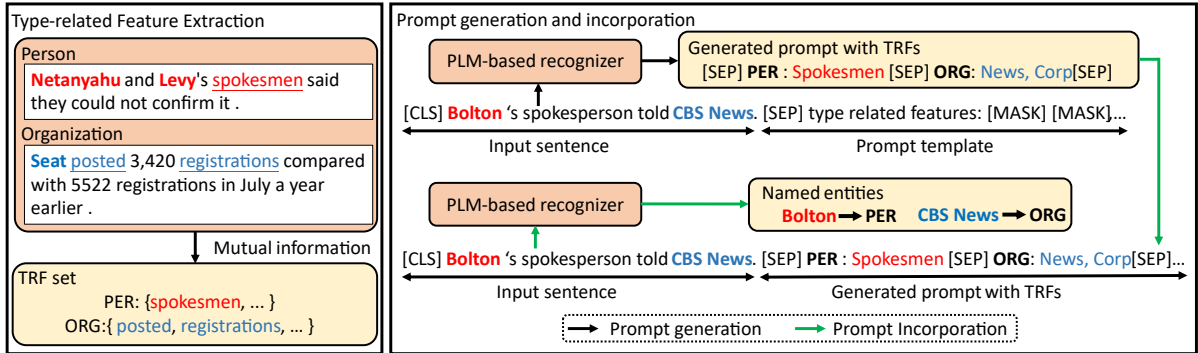 Type-related Feature Extraction
Person
Netanyahu and Levy's spokesmen said
they could not confirm it .
Organization
Seat posted 3,420 registrations compared
with 5522 registrations in July a year
earlier .
Mutual information
TRF set
PER: {spokesmen, ... }
ORG:{ posted, registrations, ... }
Prompt generation and incorporation
PLM-based recognizer
Generated prompt with TRFs
[SEP] PER : Spokesmen [SEP] ORG: News, Corp[SEP]
[CLS] Bolton 's spokesperson told CBS News. [SEP] type related features: [MASK] [MASK],...
Input sentence
Prompt template
PLM-based recognizer
Named entities
Bolton PER CBS News ORG
[CLS] Bolton 's spokesperson told CBS News. [SEP] PER : Spokesmen [SEP] ORG: News, Corp[SEP]...
Input sentence
Generated prompt with TRFs
Prompt generation
Prompt Incorporation